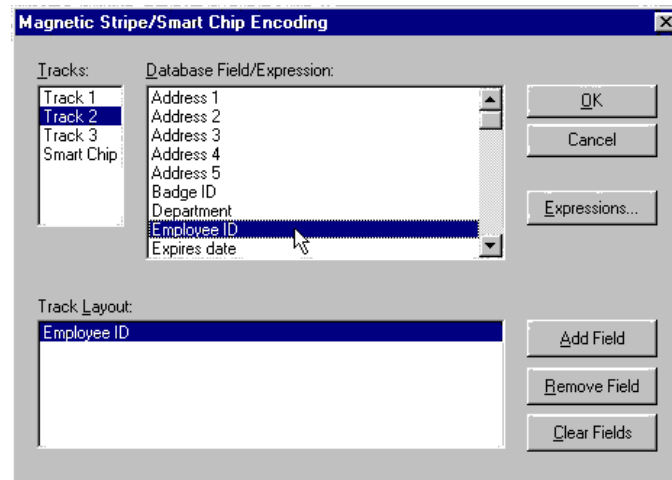 Magnetic Stripe/Smart Chip Encoding
Tracks:
Track 1
Track 2
Track 3
Smart Chip
Database Field/Expression:
Address 1
Address 2
Address 3
Address 4
Address 5
Badge ID
Department
Employee ID
Expires date
OK
Cancel
Expressions...
Track Layout:
Employee ID
Add Field
Remove Field
Clear Fields